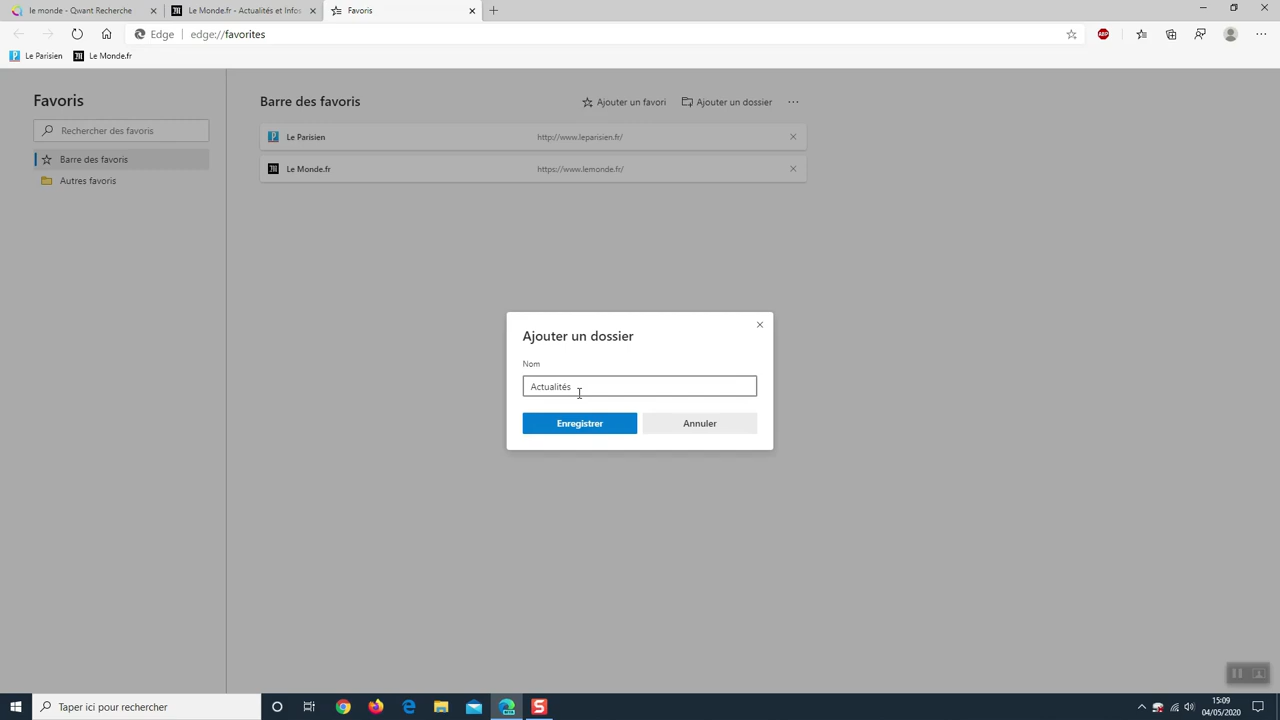 le monde - Qwant Recherche
Le Monde.fr - Actualités et Infos
Favoris
Edge
edge://favorites
ABP
Le Parisien
Le Monde.fr
Favoris
Rechercher des favoris
Barre des favoris
Autres favoris
Barre des favoris
Ajouter un favori
Ajouter un dossier
Le Parisien
http://www.leparisien.fr/
Le Monde.fr
https://www.lemonde.fr/
Ajouter un dossier
Nom
Actualités
Enregistrer
Annuler
Taper ici pour rechercher
15:09
04/05/2020